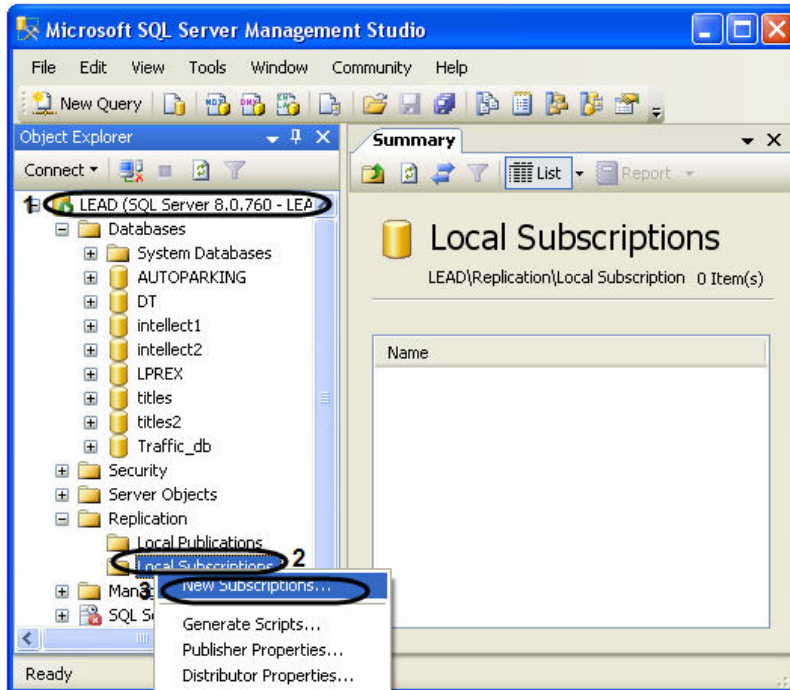 Microsoft SQL Server Management Studio
File Edit View Tools Window Community Help
New Query
Object Explorer
Connect
1
LEAD (SQL Server 8.0.760 - LEA
Databases
System Databases
AUTOPARKING
DT
intellect1
intellect2
LPREX
titles
titles2
Traffic_db
Security
Server Objects
Replication
Local Publications
Local Subscriptions 2
3
New Subscriptions...
Generate Scripts...
Publisher Properties...
Distributor Properties...
SQL
Ready
Summary
List Report
Local Subscriptions
LEAD\Replication\Local Subscription 0 Item(s)
Name